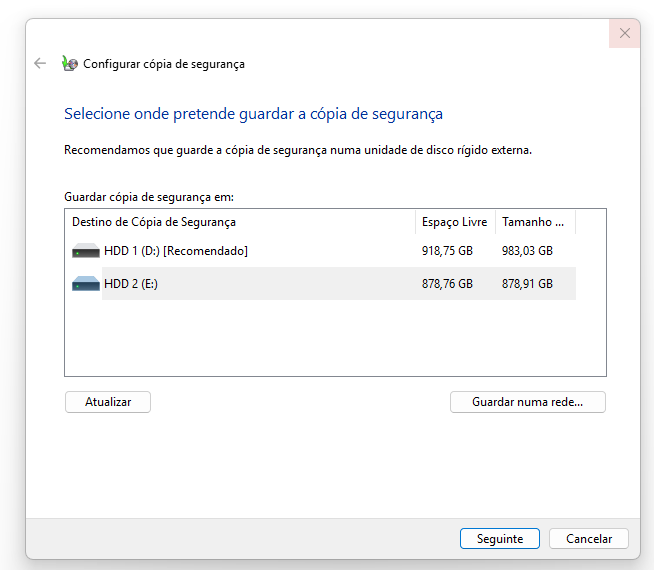 Configurar cópia de segurança
Selecione onde pretende guardar a cópia de segurança
Recomendamos que guarde a cópia de segurança numa unidade de disco rígido externa.
Guardar cópia de segurança em:
Destino de Cópia de Segurança Espaço Livre Tamanho ...
HDD 1 (D:) [Recomendado] 918,75 GB 983,03 GB
HDD 2 (E:) 878,76 GB 878,91 GB
Atualizar Guardar numa rede...
Seguinte Cancelar